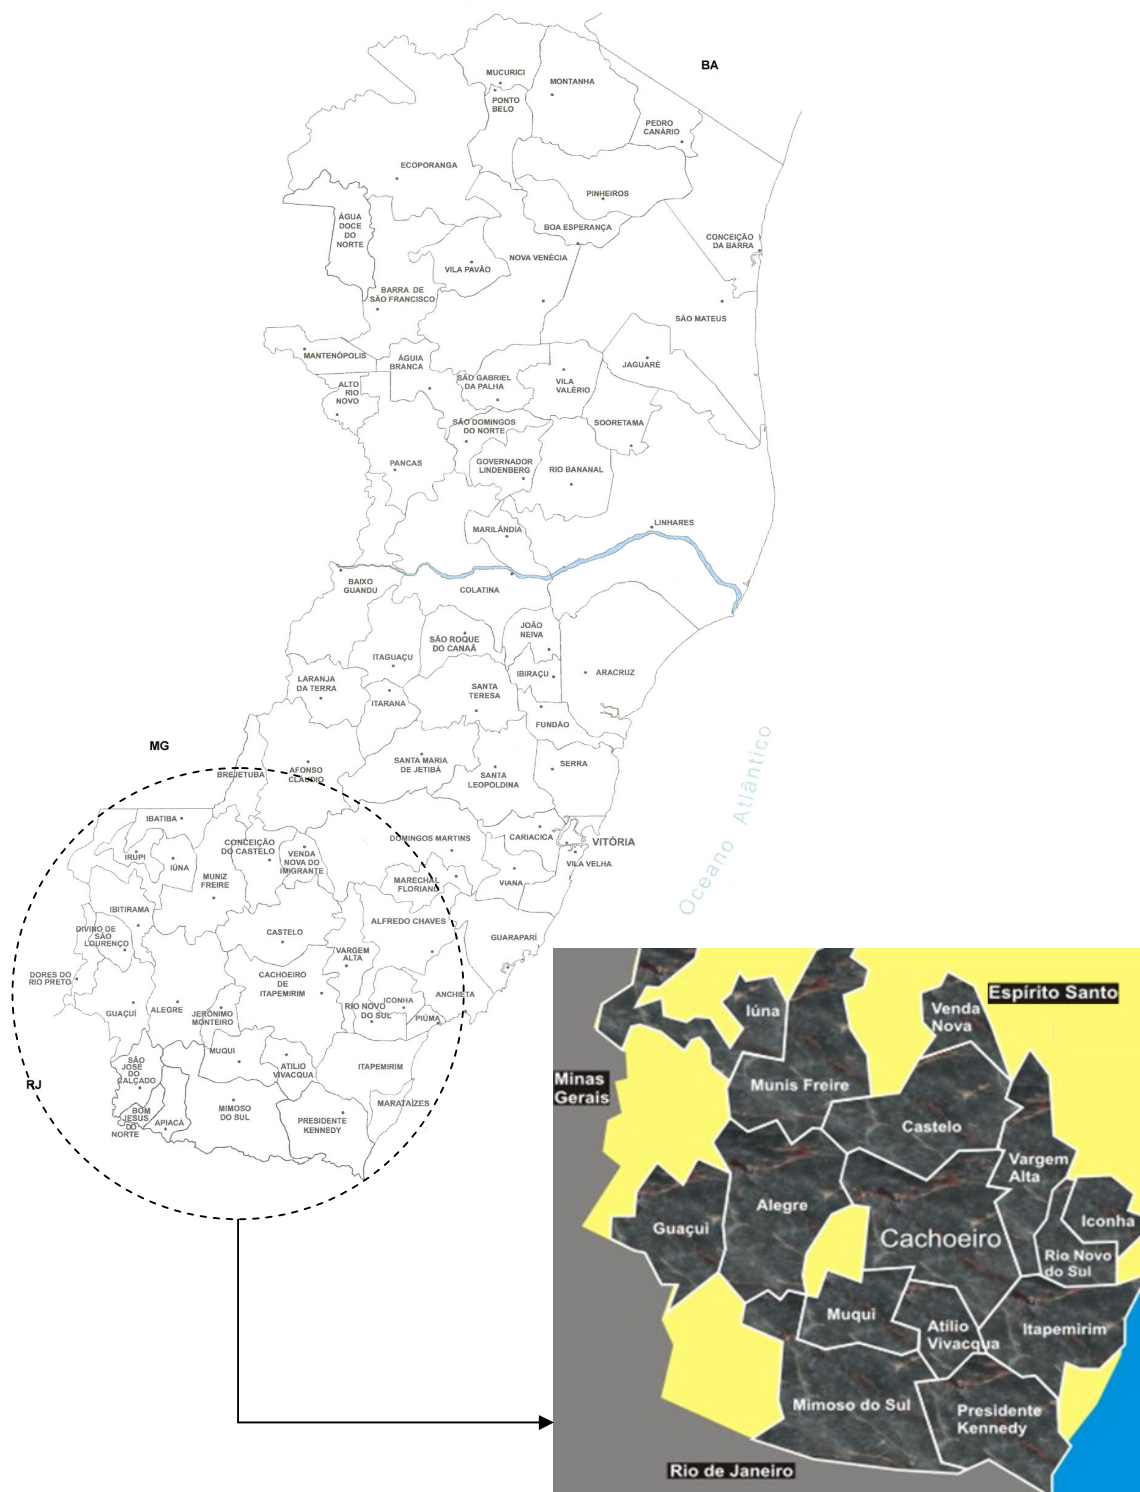 BA
MUCURICI
MONTANHA
PONTO
BELO
PEDRO
CANÁRIO
ECOPORANGA
PINHEIROS
ÁGUA
DOCE
DO
NORTE
BOA ESPERANÇA
CONCEIÇÃO
DA BARRA
NOVA VENÉCIA
VILA PAVÃO
BARRA DE
SÃO FRANCISCO
SÃO MATEUS
MANTENÓPOLIS
ÁGUIA
BRANCA
JAGUARÉ
ALTO
RIO
NOVO
SÃO GABRIEL
DA PALHA
VILA
VALÉRIO
SÃO DOMINGOS
DO NORTE
SOORETAMA
PANCAS
GOVERNADOR
LINDENBERG
RIO BANANAL
MARILÂNDIA
LINHARES
BAIXO
GUANDU
COLATINA
JOÃO
NEIVA
SÃO ROQUE
DO CANAÃ
ITAGUAÇU
IBIRAÇU
ARACRUZ
LARANJA
DA TERRA
SANTA
TERESA
ITARANA
FUNDÃO
MG
Oceano Atlântico
BREJETUBA
AFONSO
CLAUDIO
SANTA MARIA
DE JETIBÁ
SANTA
LEOPOLDINA
SERRA
IBATIBA
CONCEIÇÃO
DO CASTELO
DOMINGOS MARTINS
CARIACICA
VITÓRIA
IRUPI
IÚNA
VENDA
NOVA DO
IMIGRANTE
VILA VELHA
MUNIZ
FREIRE
MARECHAL
FLORIANO
VIANA
IBITIRAMA
DIVINO DE
SÃO
LOURENÇO
CASTELO
ALFREDO CHAVES
GUARAPARÍ
VARGEM
ALTA
DORES DO
RIO PRETO
CACHOEIRO
DE
ITAPEMIRIM
ANCHIETA
GUAÇUÍ
ALEGRE
JERÔNIMO
MONTEIRO
RIO NOVO
DO SUL
ICONHA
PIÚMA
MUQUI
SÃO
JOSÉ
DO
CALÇADO
ATILIO
VIVACQUA
ITAPEMIRIM
RJ
BOM
JESUS
DO
NORTE
APIACÁ
MIMOSO
DO SUL
PRESIDENTE
KENNEDY
MARATAÍZES
Espírito Santo
Iúna
Venda
Nova
Minas
Gerais
Munis Freire
Castelo
Vargem
Alta
Alegre
Guaçui
Iconha
Cachoeiro
Rio Novo
do Sul
Muqui
Atílio
Vivacqua
Itapemirim
Mimoso do Sul
Presidente
Kennedy
Rio de Janeiro